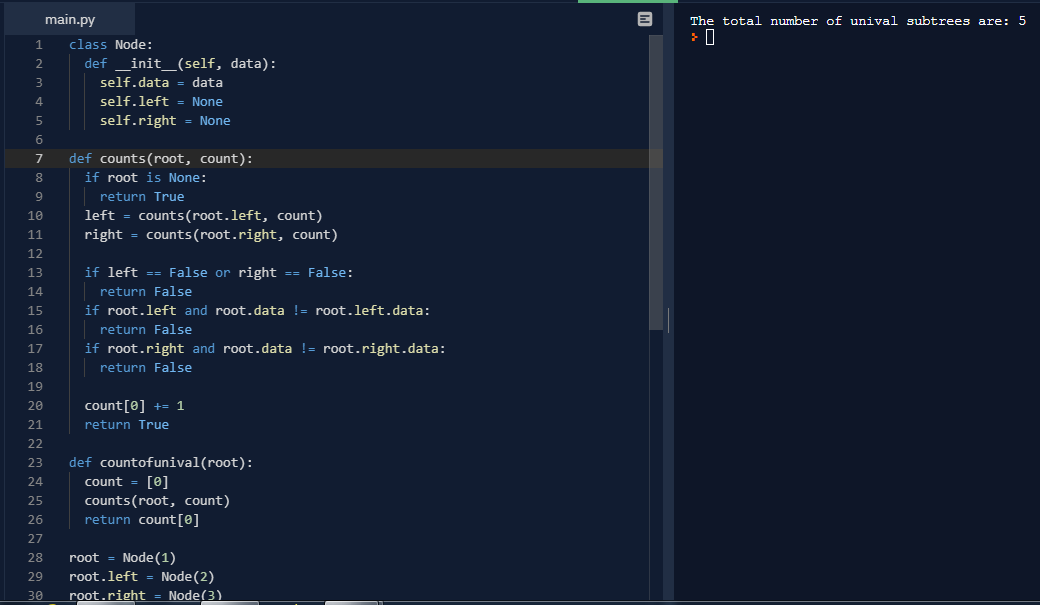 main.py
1 class Node:
2   def __init__(self, data):
3     self.data = data
4     self.left = None
5     self.right = None
6
7 def counts(root, count):
8   if root is None:
9     return True
10   left = counts(root.left, count)
11   right = counts(root.right, count)
12
13   if left == False or right == False:
14     return False
15   if root.left and root.data != root.left.data:
16     return False
17   if root.right and root.data != root.right.data:
18     return False
19
20   count[0] += 1
21   return True
22
23 def countofunival(root):
24   count = [0]
25   counts(root, count)
26   return count[0]
27
28 root = Node(1)
29 root.left = Node(2)
30 root.right = Node(3)
The total number of unival subtrees are: 5